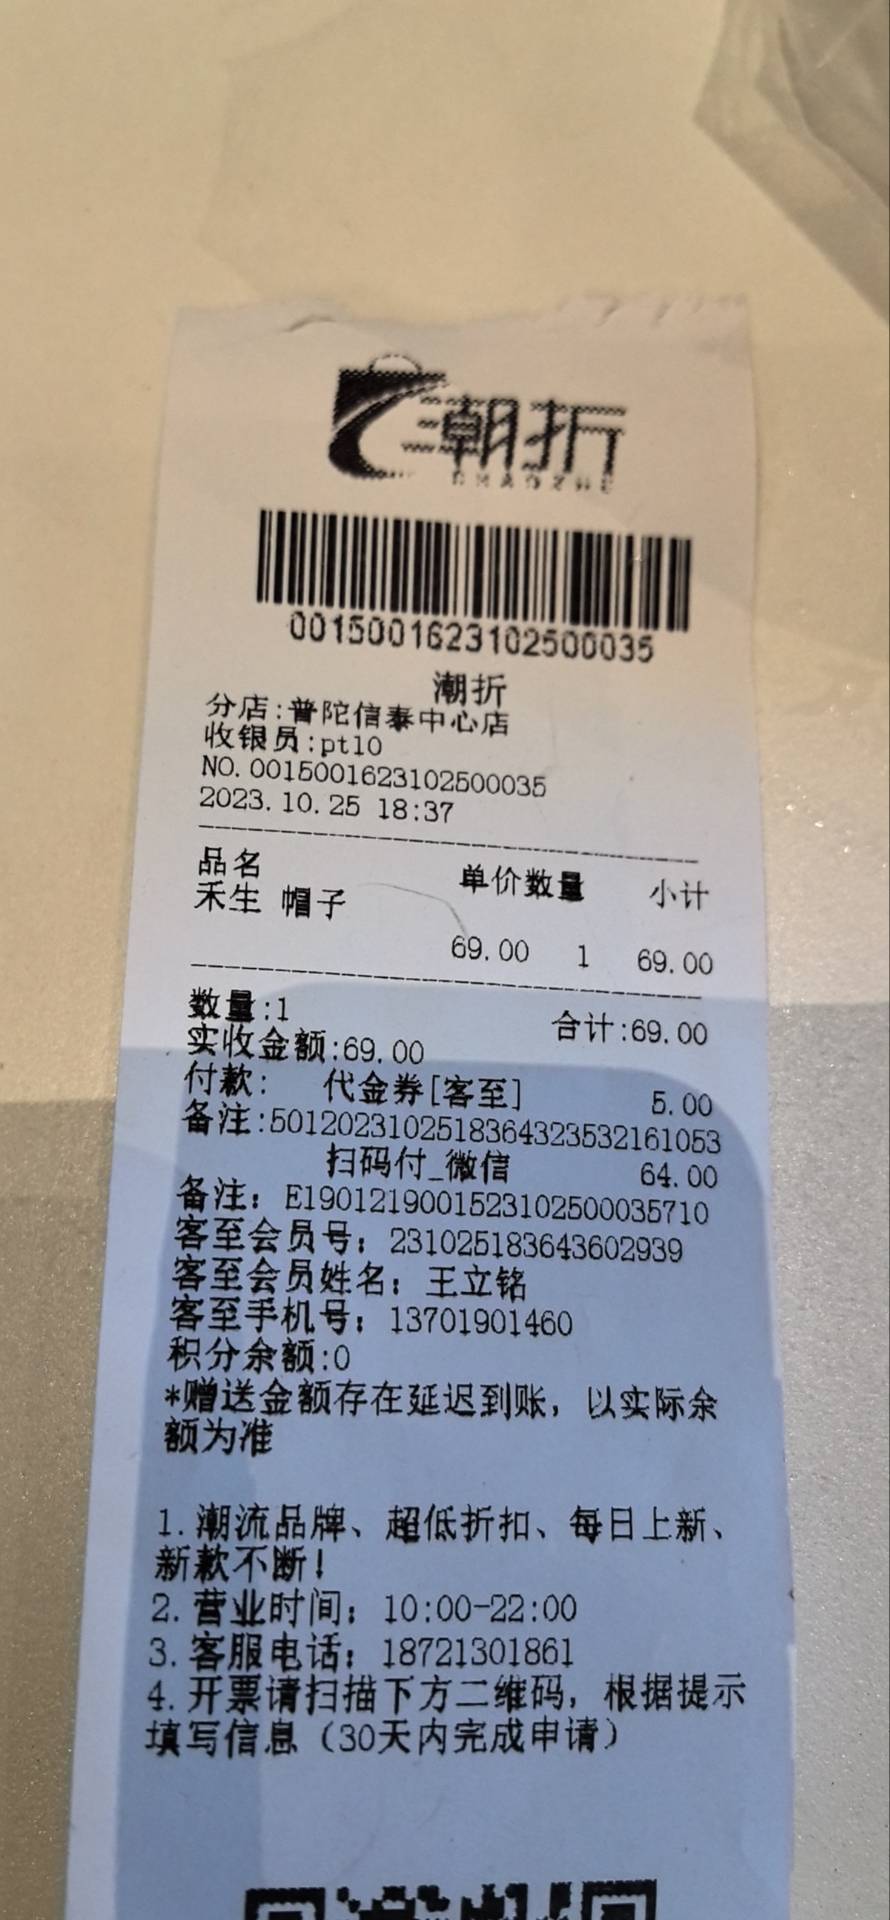 潮折
CHAOZHE
0015001623102500035
潮折
分店:普陀信泰中心店
收银员:pt10
NO.0015001623102500035
2023.10.25 18:37
品名 单价数量 小计
禾生 帽子
69.00 1 69.00
数量:1 合计:69.00
实收金额:69.00
付款: 代金券[客至] 5.00
备注:5012023102518364323532161053
扫码付_微信 64.00
备注: E1901219001523102500035710
客至会员号: 231025183643602939
客至会员姓名: 王立铭
客至手机号: 13701901460
积分余额:0
*赠送金额存在延迟到账, 以实际余
额为准
1.潮流品牌、超低折扣、每日上新、
新款不断!
2.营业时间: 10:00-22:00
3.客服电话: 18721301861
4.开票请扫描下方二维码, 根据提示
填写信息(30天内完成申请)